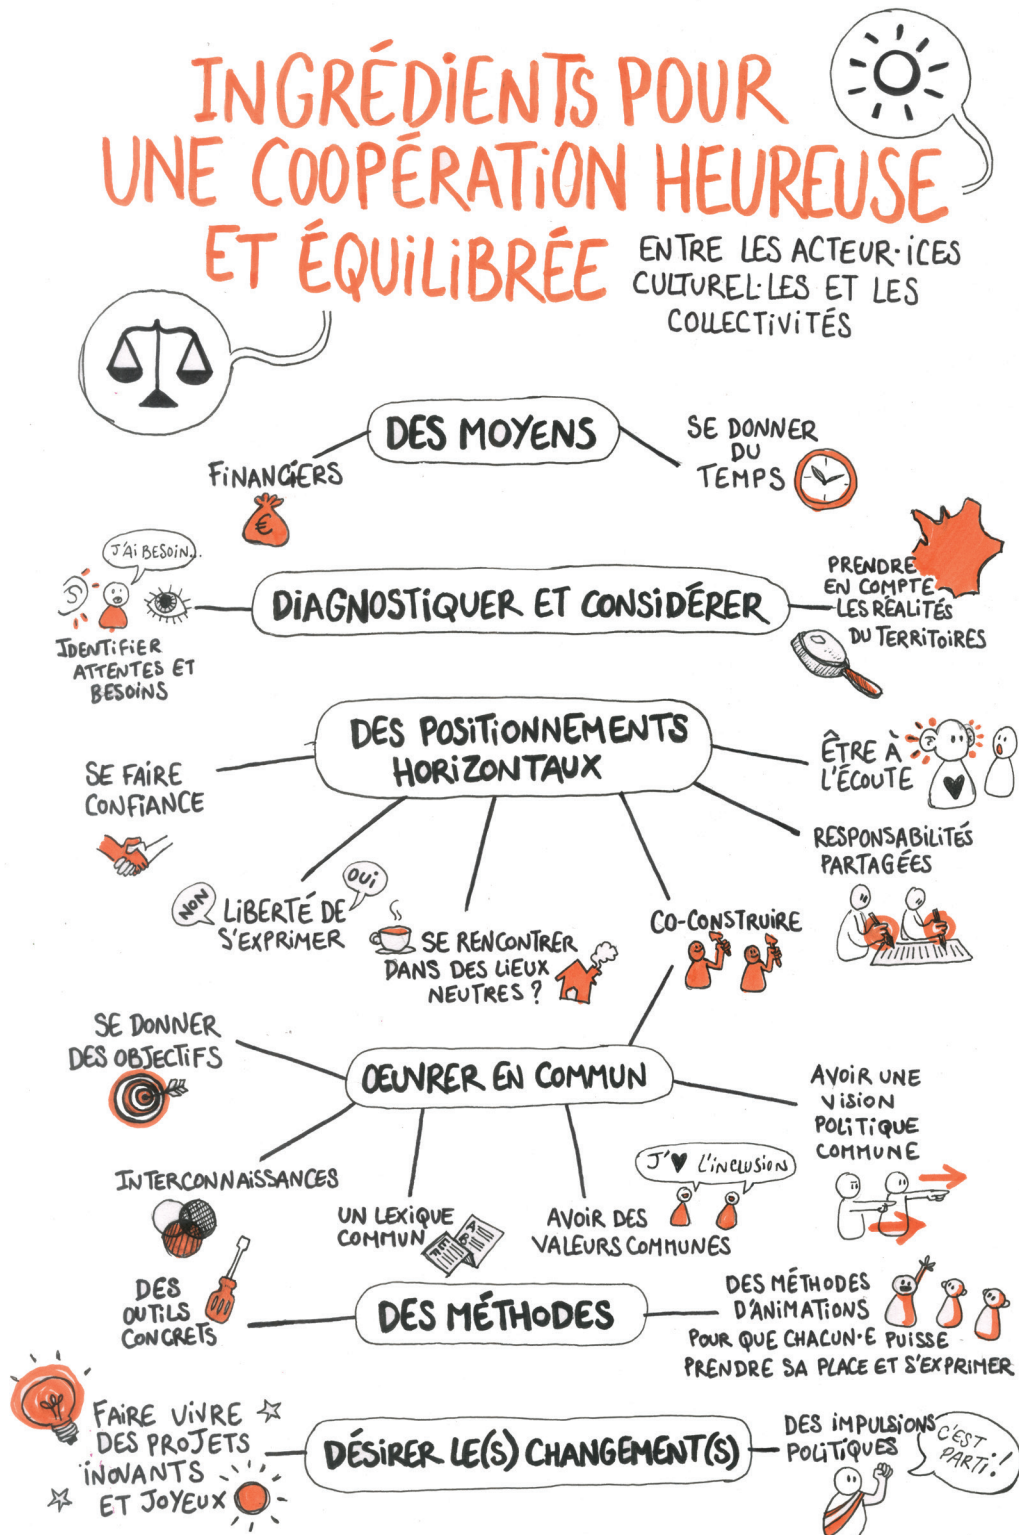 INGRÉDIENTS POUR
UNE COOPÉRATION HEUREUSE
ET ÉQUILIBRÉE
ENTRE LES ACTEUR·ICES
CULTUREL·LES ET LES
COLLECTIVITÉS
DES MOYENS
FINANCIERS
€
SE DONNER
DU
TEMPS
DIAGNOSTIQUER ET CONSIDÉRER
J'AI BESOIN...
IDENTIFIER
ATTENTES ET
BESOINS
PRENDRE
EN COMPTE
LES RÉALITÉS
DU TERRITOIRES
DES POSITIONNEMENTS
HORIZONTAUX
SE FAIRE
CONFIANCE
NON
OUI
LIBERTÉ DE
S'EXPRIMER
SE RENCONTRER
DANS DES LIEUX
NEUTRES ?
CO-CONSTRUIRE
ÊTRE À
L'ÉCOUTE
RESPONSABILITÉS
PARTAGÉES
ŒUVRER EN COMMUN
SE DONNER
DES OBJECTIFS
INTERCONNAISSANCES
UN LEXIQUE
COMMUN
AVOIR DES
VALEURS COMMUNES
J'♥ L'INCLUSION
AVOIR UNE
VISION
POLITIQUE
COMMUNE
DES MÉTHODES
DES
OUTILS
CONCRETS
DES MÉTHODES
D'ANIMATIONS
POUR QUE CHACUN·E PUISSE
PRENDRE SA PLACE ET S'EXPRIMER
DÉSIRER LE(S) CHANGEMENT(S)
FAIRE VIVRE
DES PROJETS
INOVANTS
ET JOYEUX
DES IMPULSIONS
POLITIQUES
C'EST
PARTI !